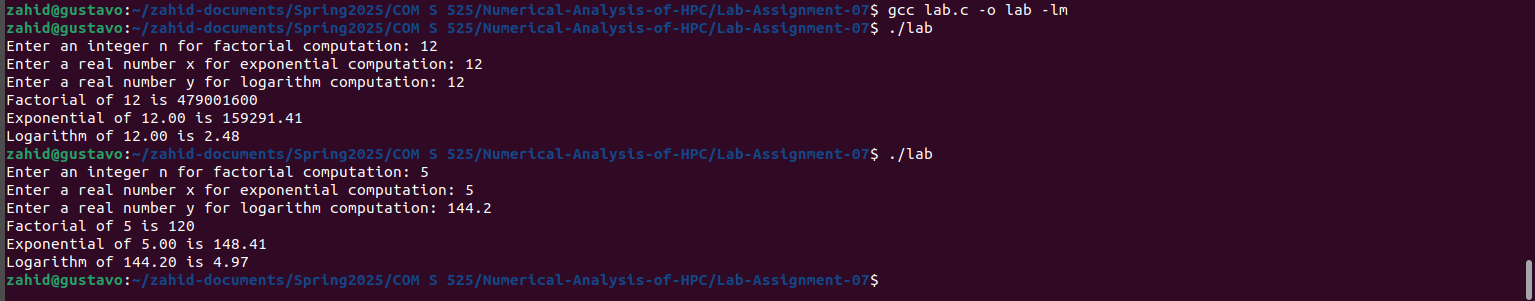 zahid@gustavo:~/zahid-documents/Spring2025/COM S 525/Numerical-Analysis-of-HPC/Lab-Assignment-07$ gcc lab.c -o lab -lm
zahid@gustavo:~/zahid-documents/Spring2025/COM S 525/Numerical-Analysis-of-HPC/Lab-Assignment-07$ ./lab
Enter an integer n for factorial computation: 12
Enter a real number x for exponential computation: 12
Enter a real number y for logarithm computation: 12
Factorial of 12 is 479001600
Exponential of 12.00 is 159291.41
Logarithm of 12.00 is 2.48
zahid@gustavo:~/zahid-documents/Spring2025/COM S 525/Numerical-Analysis-of-HPC/Lab-Assignment-07$ ./lab
Enter an integer n for factorial computation: 5
Enter a real number x for exponential computation: 5
Enter a real number y for logarithm computation: 144.2
Factorial of 5 is 120
Exponential of 5.00 is 148.41
Logarithm of 144.20 is 4.97
zahid@gustavo:~/zahid-documents/Spring2025/COM S 525/Numerical-Analysis-of-HPC/Lab-Assignment-07$